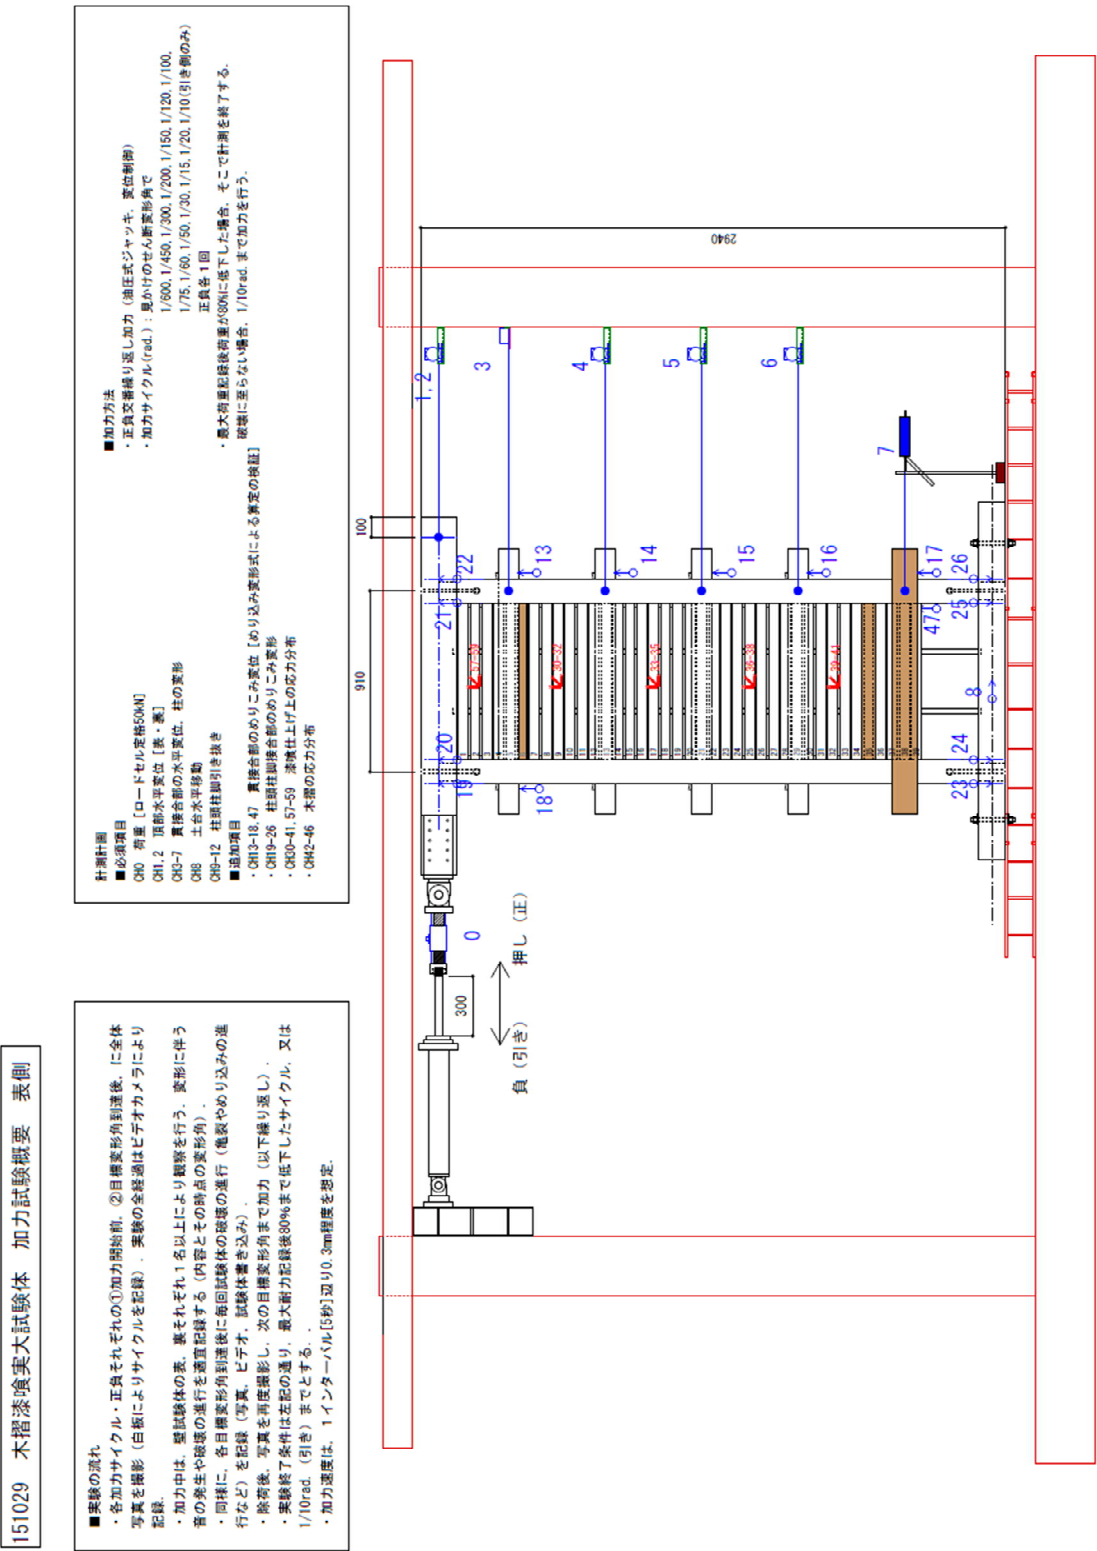 151029 木摺漆喰実大試験体 加力試験概要 表側
■実験の流れ
・各加力サイクル・正負それぞれの①加力開始前，②目標変形角到達後，に全体
写真を撮影（白板によりサイクルを記録）．実験の全経過はビデオカメラにより
記録．
・加力中は，壁試験体の表，裏それぞれ１名以上により観察を行う．変形に伴う
音の発生や破壊の進行を適宜記録する（内容とその時点の変形角）．
・同様に，各目標変形角到達後に毎回試験体の破壊の進行（亀裂やめり込みの進
行など）を記録（写真，ビデオ，試験体書き込み）．
・除荷後，写真を再度撮影し，次の目標変形角まで加力（以下繰り返し）．
・実験終了条件は左記の通り，最大耐力記録後80%まで低下したサイクル，又は
1/10rad.（引き）までとする．．
・加力速度は，１インターバル[5秒]辺り0.3mm程度を想定．
計測計画
■必須項目
CH0 荷重 [ロードセル定格50kN]
CH1,2 頂部水平変位 [表・裏]
CH3-7 貫接合部の水平変位，柱の変形
CH8 土台水平移動
CH9-12 柱頭柱脚引き抜き
■追加項目
・CH13-18,47 貫接合部のめりこみ変位 [めり込み変形式による算定の検証]
・CH19-26 柱頭柱脚接合部のめりこみ変形
・CH30-41,57-59 漆喰仕上げ上の応力分布
・CH42-46 木摺の応力分布
■加力方法
・正負交番繰り返し加力（油圧式ジャッキ，変位制御）
・加力サイクル(rad.)：見かけのせん断変形角で
1/600,1/450,1/300,1/200,1/150,1/120,1/100,
1/75,1/60,1/50,1/30,1/15,1/20,1/10(引き側のみ)
正負各１回
・最大荷重記録後荷重が80%に低下した場合，そこで計測を終了する．
破壊に至らない場合，1/10rad.まで加力を行う．
300
0
負（引き） 押し（正）
910
100
2940
1,2
3
4
5
6
7
8
13
14
15
16
17
18
19
20
21
22
23
24
25
26
47
57-59
30-32
33-35
36-38
39-41